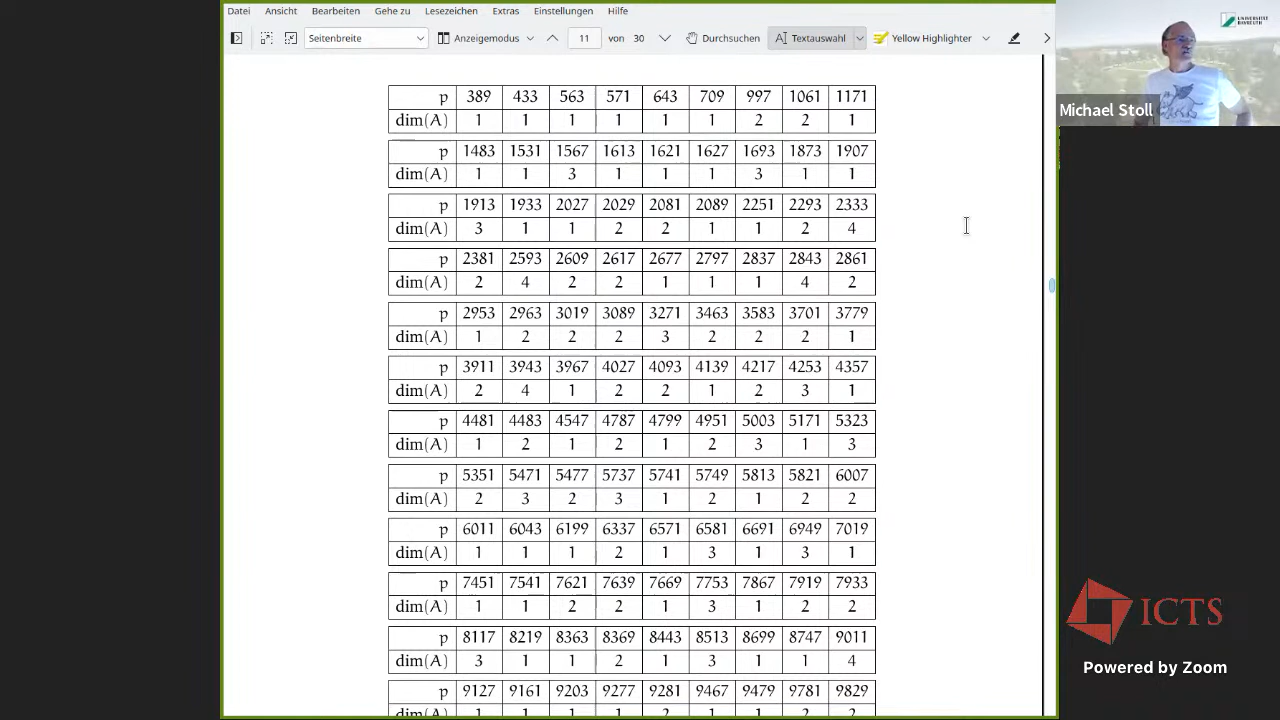 Datei Ansicht Bearbeiten Gehe zu Lesezeichen Extras Einstellungen Hilfe
Seitenbreite Anzeigemodus 11 von 30 Durchsuchen Textauswahl Yellow Highlighter
UNIVERSITÄT BAYREUTH
Michael Stoll
p 389 433 563 571 643 709 997 1061 1171
dim(A) 1 1 1 1 1 1 2 2 1
p 1483 1531 1567 1613 1621 1627 1693 1873 1907
dim(A) 1 1 3 1 1 1 3 1 1
p 1913 1933 2027 2029 2081 2089 2251 2293 2333
dim(A) 3 1 1 2 2 1 1 2 4
p 2381 2593 2609 2617 2677 2797 2837 2843 2861
dim(A) 2 4 2 2 1 1 1 4 2
p 2953 2963 3019 3089 3271 3463 3583 3701 3779
dim(A) 1 2 2 2 3 2 2 2 1
p 3911 3943 3967 4027 4093 4139 4217 4253 4357
dim(A) 2 4 1 2 2 1 2 3 1
p 4481 4483 4547 4787 4799 4951 5003 5171 5323
dim(A) 1 2 1 2 1 2 3 1 3
p 5351 5471 5477 5737 5741 5749 5813 5821 6007
dim(A) 2 3 2 3 1 2 1 2 2
p 6011 6043 6199 6337 6571 6581 6691 6949 7019
dim(A) 1 1 1 2 1 3 1 3 1
p 7451 7541 7621 7639 7669 7753 7867 7919 7933
dim(A) 1 1 2 2 1 3 1 2 2
p 8117 8219 8363 8369 8443 8513 8699 8747 9011
dim(A) 3 1 1 2 1 3 1 1 4
p 9127 9161 9203 9277 9281 9467 9479 9781 9829
dim(A) 1 1 1 1 2 1 1 2 2
ICTS
Powered by Zoom